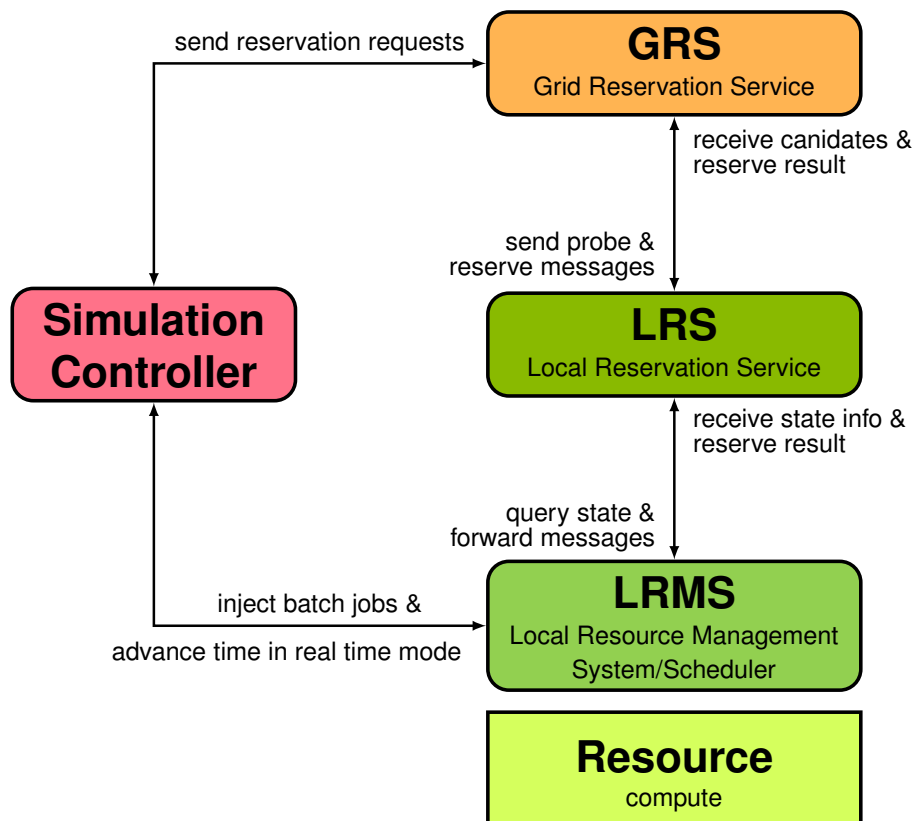 send reservation requests
GRS
Grid Reservation Service
receive canidates &
reserve result
send probe &
reserve messages
Simulation
Controller
LRS
Local Reservation Service
receive state info &
reserve result
query state &
forward messages
inject batch jobs &
advance time in real time mode
LRMS
Local Resource Management
System/Scheduler
Resource
compute